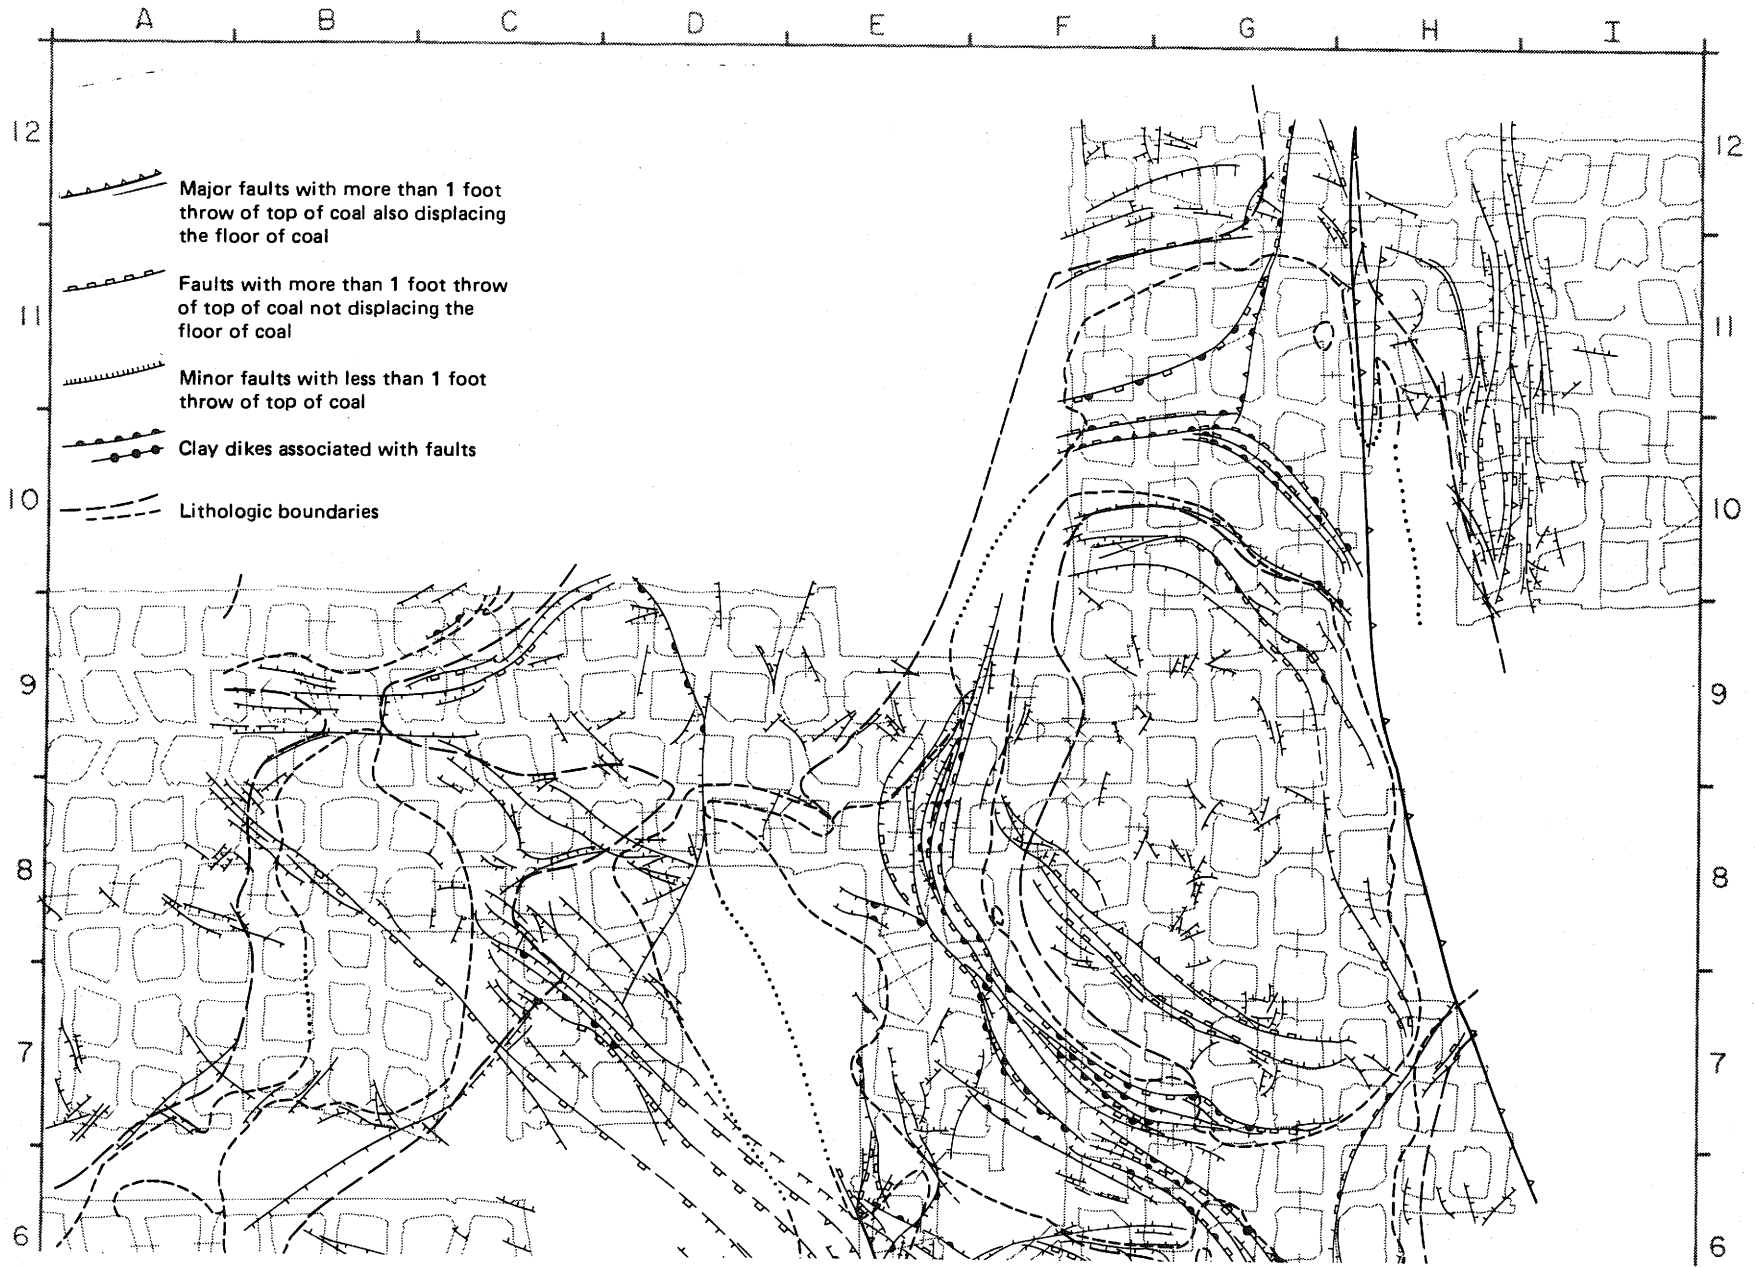 A B C D E F G H I
12 12
Major faults with more than 1 foot
throw of top of coal also displacing
the floor of coal
Faults with more than 1 foot throw
of top of coal not displacing the
floor of coal
11 11
Minor faults with less than 1 foot
throw of top of coal
Clay dikes associated with faults
10 10
Lithologic boundaries
9 9
8 8
7 7
6 6